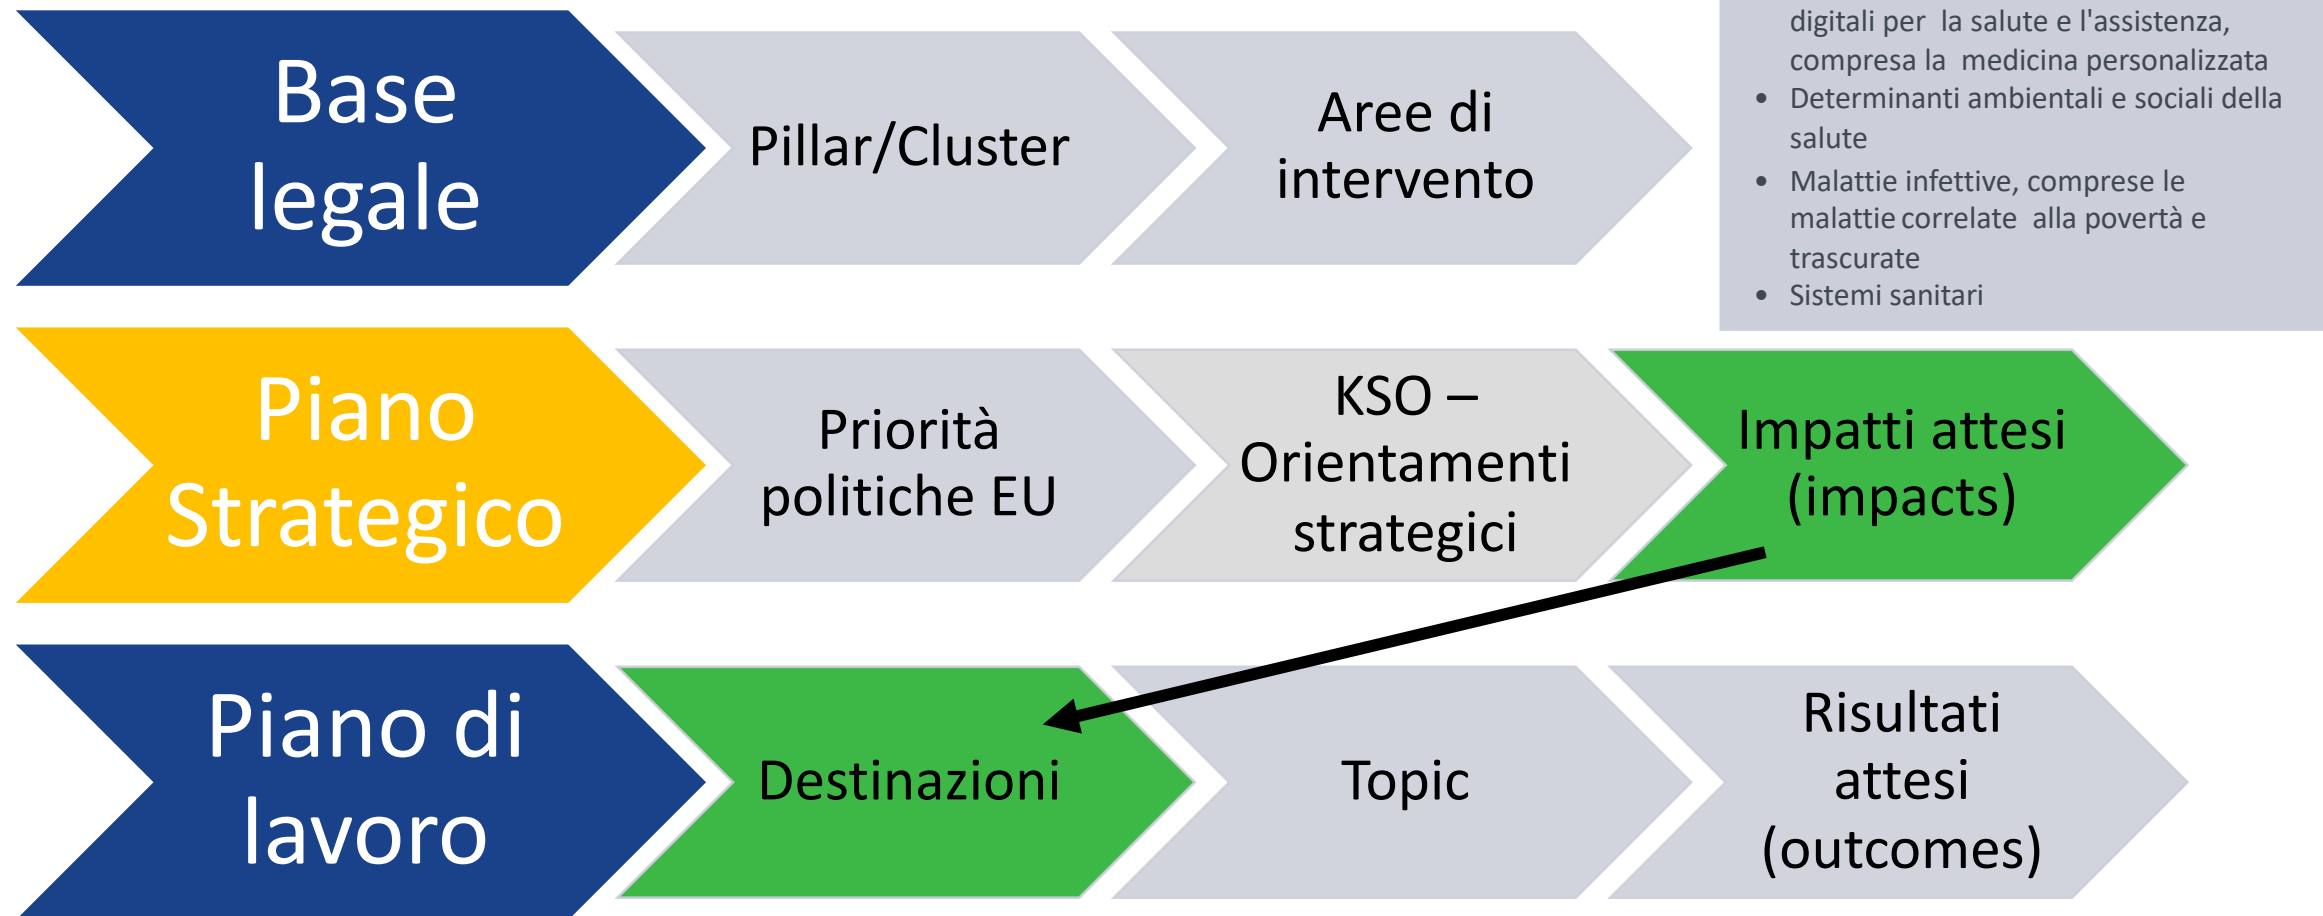 Base
legale
Pillar/Cluster
Aree di
intervento
digitali per la salute e l'assistenza,
compresa la medicina personalizzata
• Determinanti ambientali e sociali della
salute
• Malattie infettive, comprese le
malattie correlate alla povertà e
trascurate
• Sistemi sanitari
Piano
Strategico
Priorità
politiche EU
KSO –
Orientamenti
strategici
Impatti attesi
(impacts)
Piano di
lavoro
Destinazioni
Topic
Risultati
attesi
(outcomes)